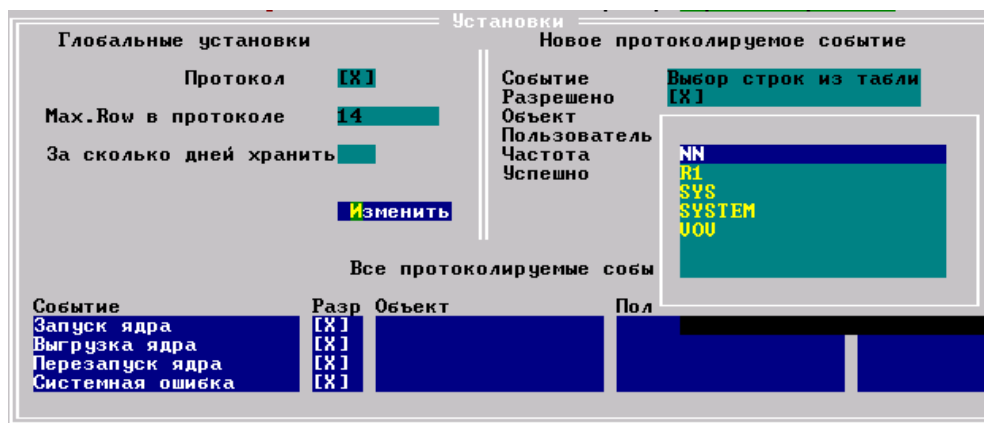 Установки
Глобальные установки
Новое протоколируемое событие
Протокол [X]
Событие Выбор строк из табли
Разрешено [X]
Max.Row в протоколе 14
Объект
Пользователь
За сколько дней хранить
Частота
Успешно
NN
R1
SYS
SYSTEM
VOV
Изменить
Все протоколируемые собы
Событие Разр Объект Пол
Запуск ядра [X]
Выгрузка ядра [X]
Перезапуск ядра [X]
Системная ошибка [X]